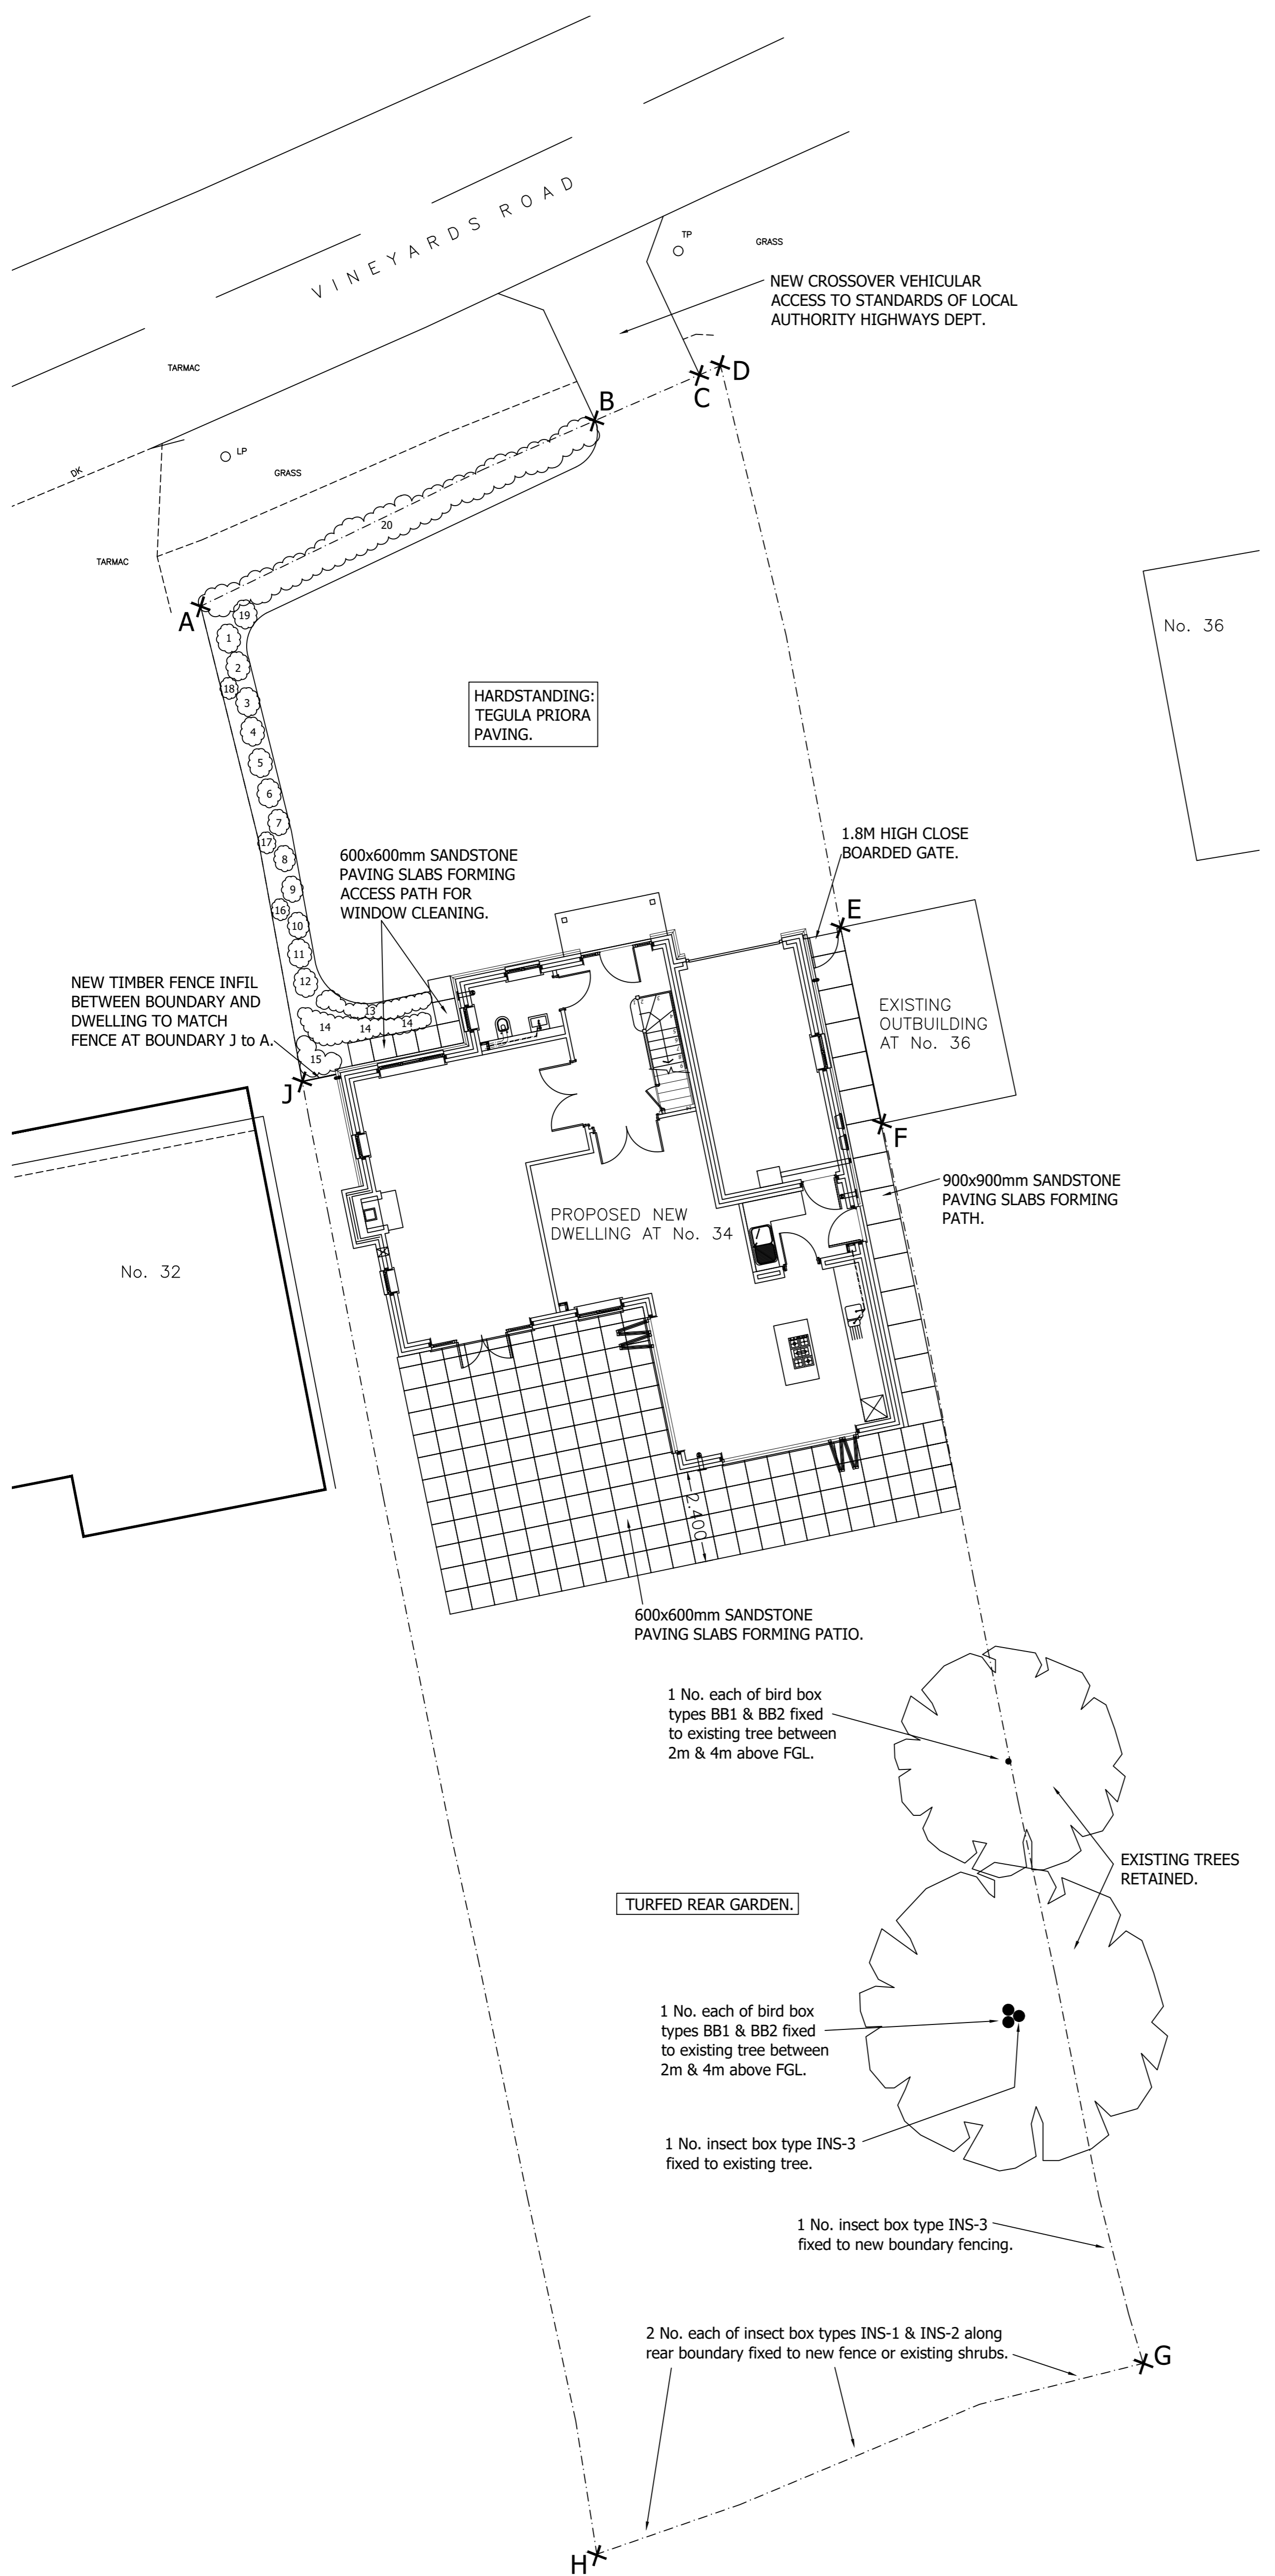 VINEYARDS ROAD
TP
GRASS
NEW CROSSOVER VEHICULAR
ACCESS TO STANDARDS OF LOCAL
AUTHORITY HIGHWAYS DEPT.
TARMAC
D
C
B
DK
LP
GRASS
20
TARMAC
A
19
1
No. 36
2
18
3
HARDSTANDING:
TEGULA PRIORA
PAVING.
4
5
6
7
17
8
1.8M HIGH CLOSE
BOARDED GATE.
600x600mm SANDSTONE
PAVING SLABS FORMING
ACCESS PATH FOR
WINDOW CLEANING.
9
16
10
E
11
12
NEW TIMBER FENCE INFIL
BETWEEN BOUNDARY AND
DWELLING TO MATCH
FENCE AT BOUNDARY J to A.
13
14
14
14
15
EXISTING
OUTBUILDING
AT No. 36
J
F
900x900mm SANDSTONE
PAVING SLABS FORMING
PATH.
PROPOSED NEW
DWELLING AT No. 34
No. 32
2.400
600x600mm SANDSTONE
PAVING SLABS FORMING PATIO.
1 No. each of bird box
types BB1 & BB2 fixed
to existing tree between
2m & 4m above FGL.
EXISTING TREES
RETAINED.
TURFED REAR GARDEN.
1 No. each of bird box
types BB1 & BB2 fixed
to existing tree between
2m & 4m above FGL.
1 No. insect box type INS-3
fixed to existing tree.
1 No. insect box type INS-3
fixed to new boundary fencing.
2 No. each of insect box types INS-1 & INS-2 along
rear boundary fixed to new fence or existing shrubs.
G
H